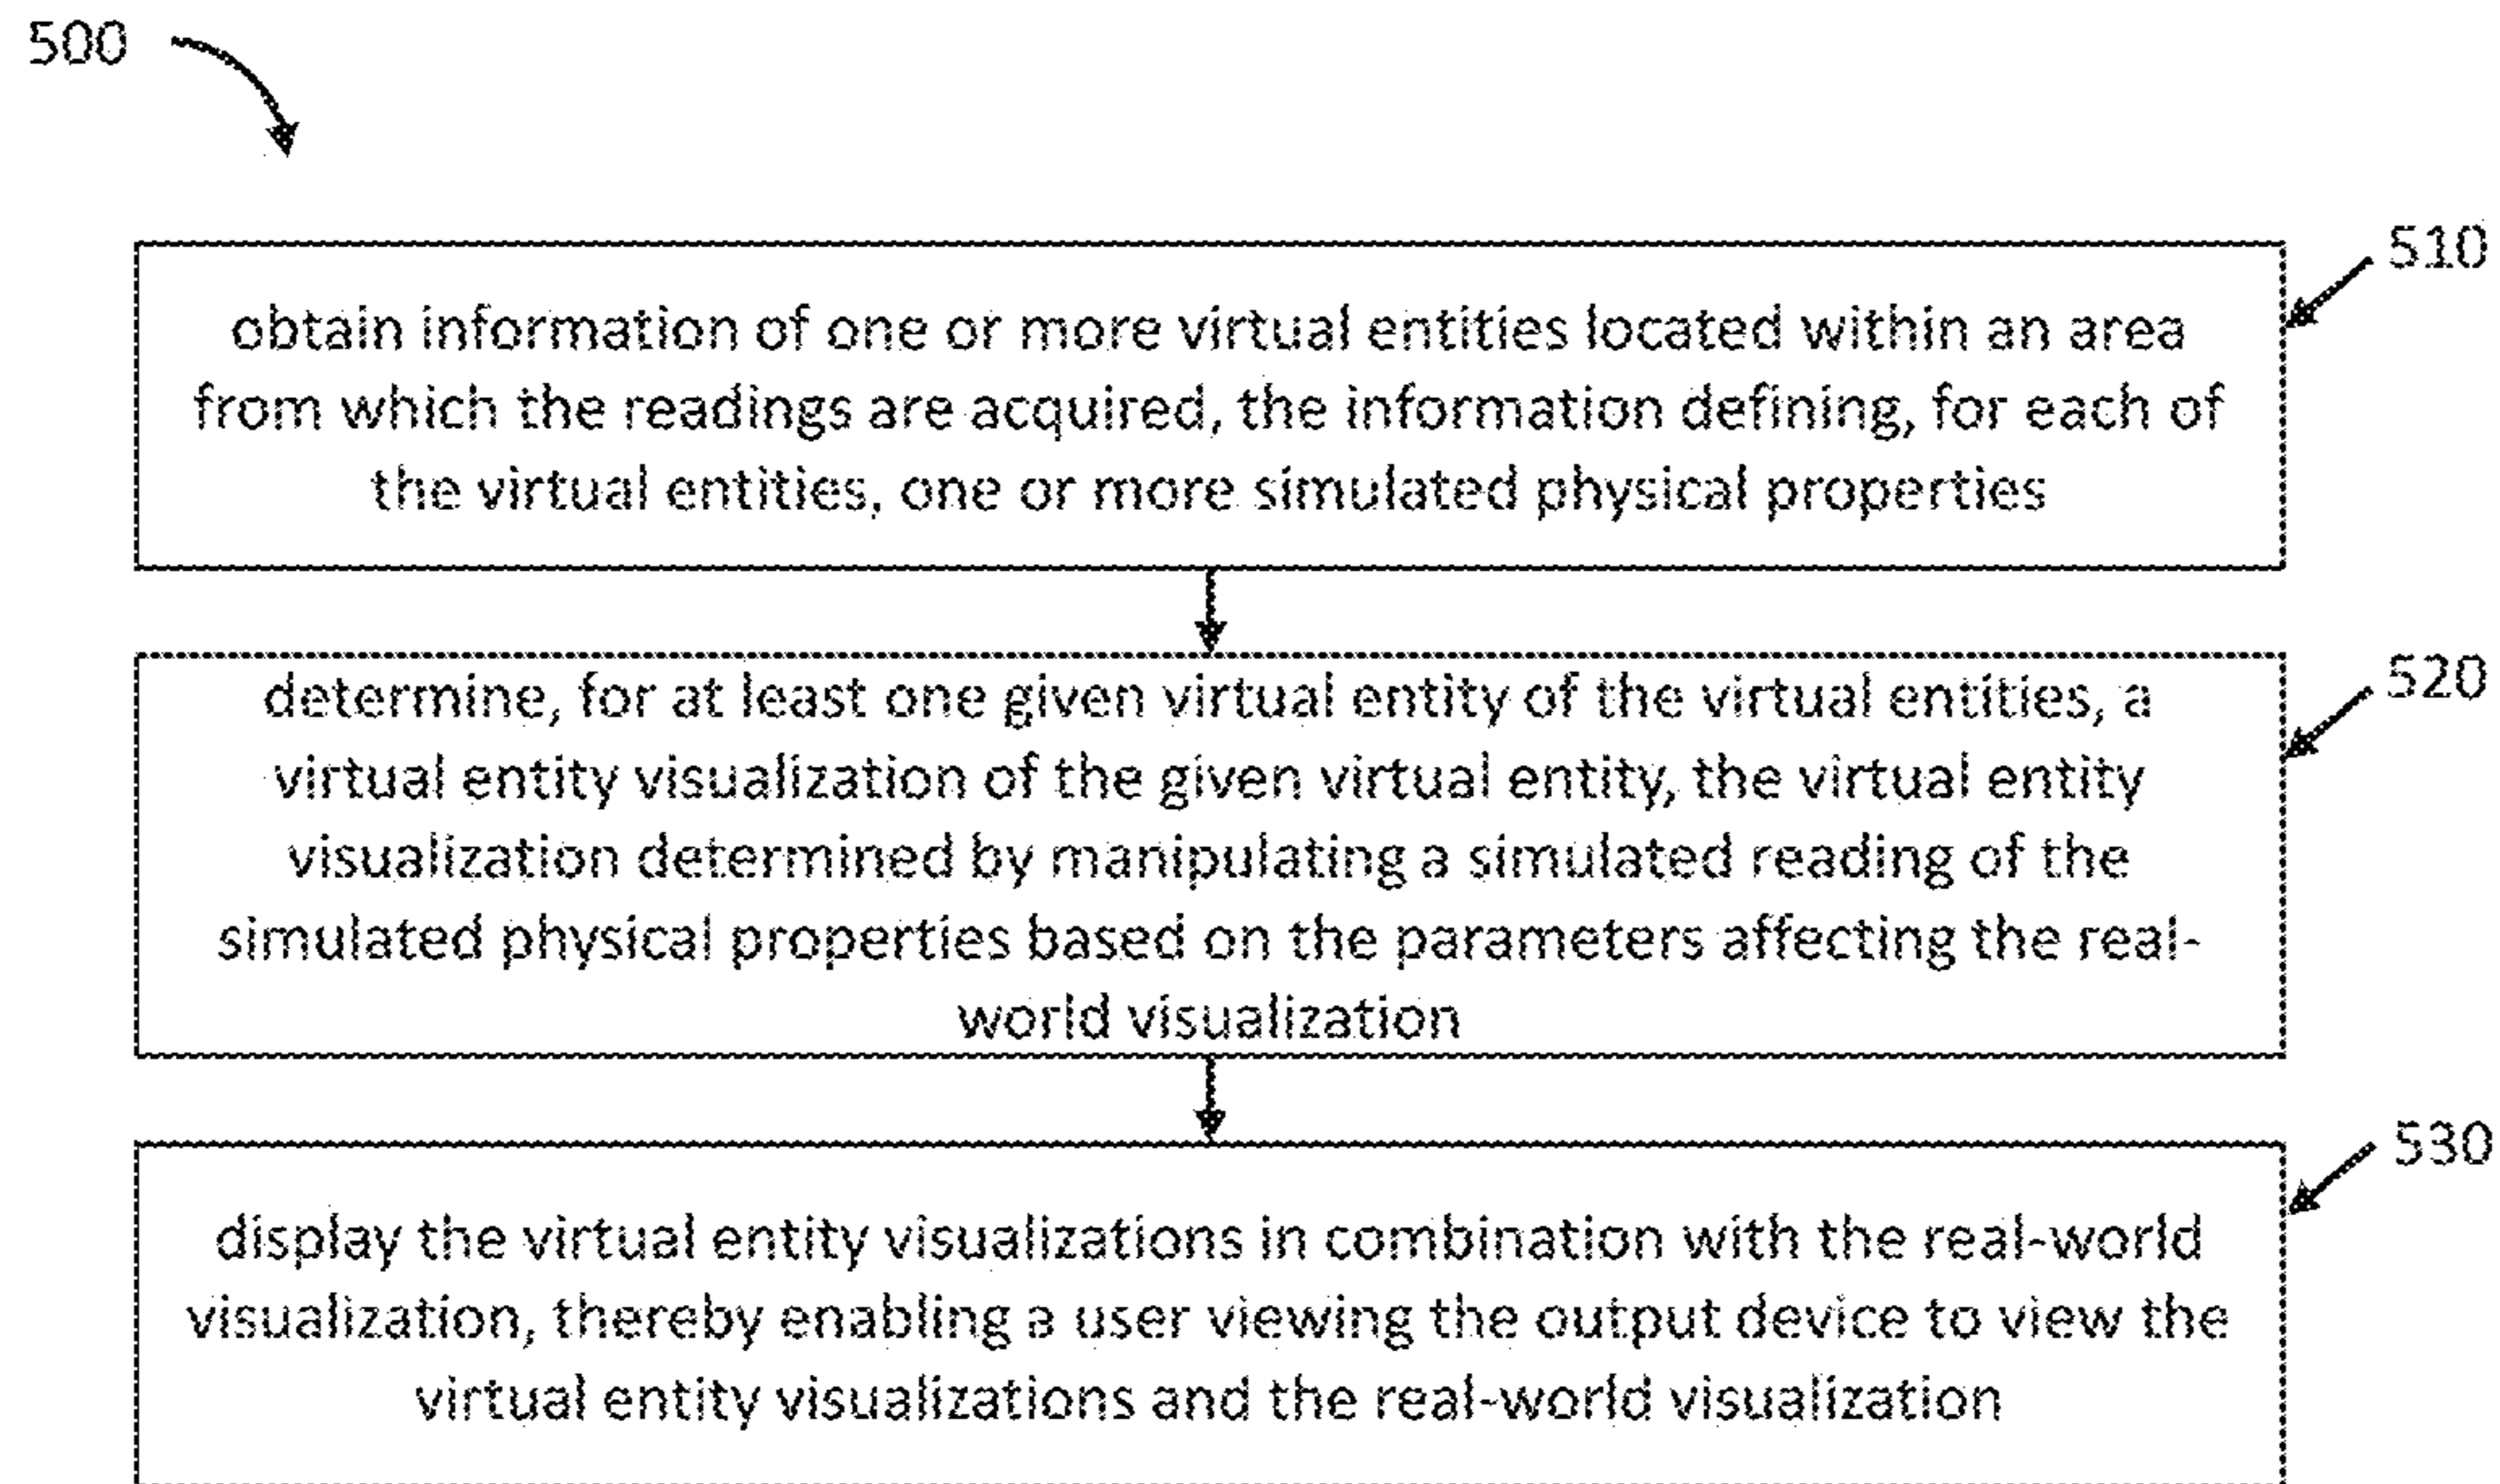 500
510
obtain information of one or more virtual entities located within an area
from which the readings are acquired, the information defining, for each of
the virtual entities, one or more simulated physical properties
520
determine, for at least one given virtual entity of the virtual entities, a
virtual entity visualization of the given virtual entity, the virtual entity
visualization determined by manipulating a simulated reading of the
simulated physical properties based on the parameters affecting the real-
world visualization
530
display the virtual entity visualizations in combination with the real-world
visualization, thereby enabling a user viewing the output device to view the
virtual entity visualizations and the real-world visualization